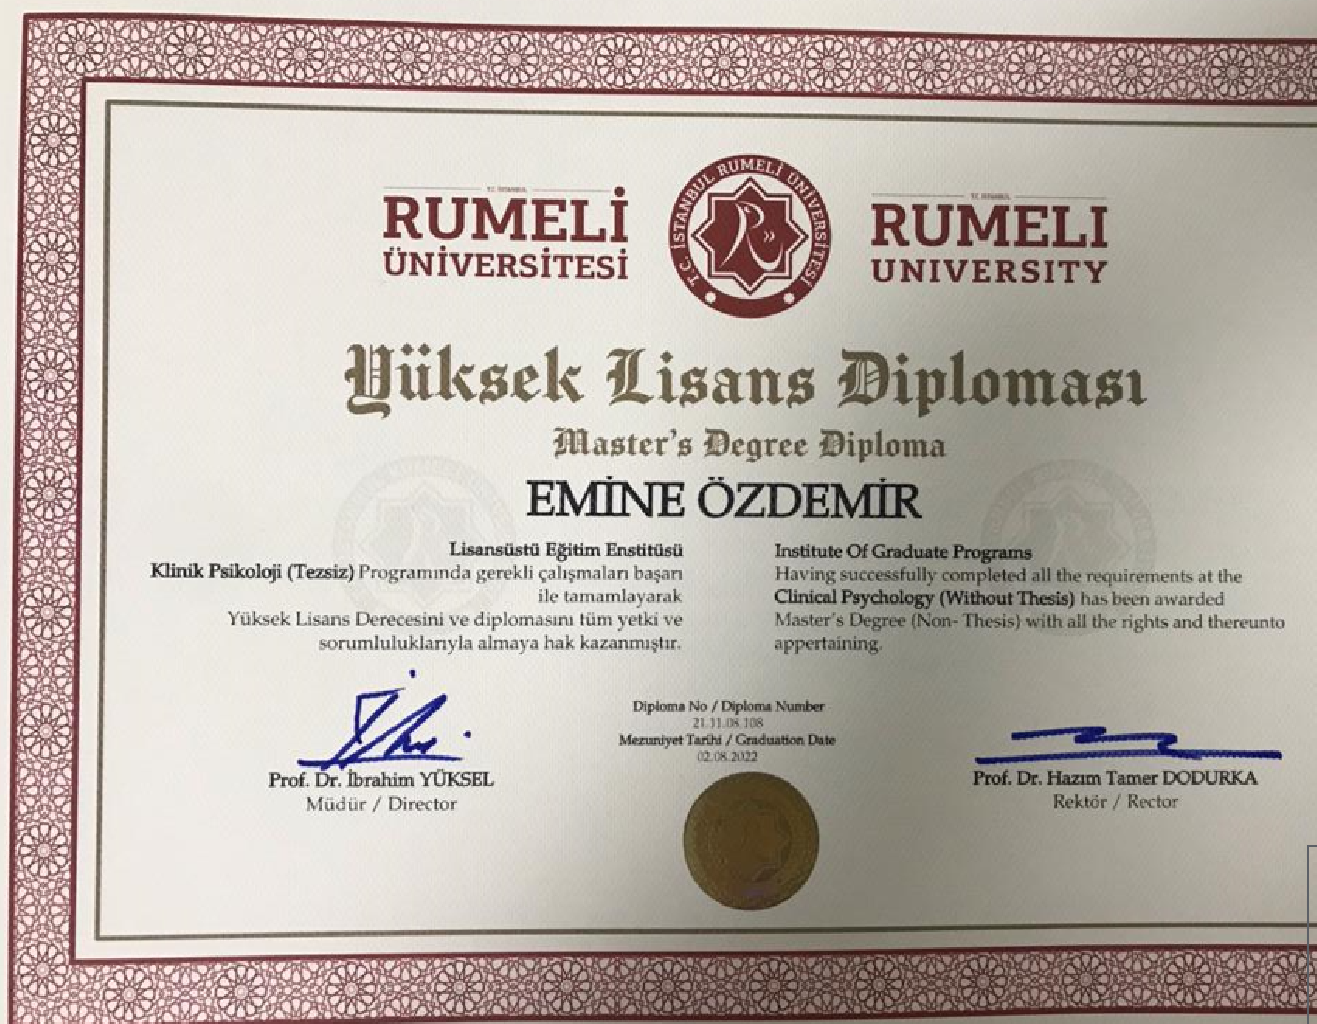 T.C. İSTANBUL
RUMELİ
ÜNİVERSİTESİ
T.C. İSTANBUL RUMELİ ÜNİVERSİTESİ
T.C. İSTANBUL
RUMELI
UNIVERSITY
Yüksek Lisans Diploması
Master's Degree Diploma
EMİNE ÖZDEMİR
Lisansüstü Eğitim Enstitüsü
Klinik Psikoloji (Tezsiz) Programında gerekli çalışmaları başarı
ile tamamlayarak
Yüksek Lisans Derecesini ve diplomasını tüm yetki ve
sorumluluklarıyla almaya hak kazanmıştır.
Institute Of Graduate Programs
Having successfully completed all the requirements at the
Clinical Psychology (Without Thesis) has been awarded
Master's Degree (Non- Thesis) with all the rights and thereunto
appertaining.
Diploma No / Diploma Number
21.31.08.108
Mezuniyet Tarihi / Graduation Date
02.08.2022
Prof. Dr. İbrahim YÜKSEL
Müdür / Director
Prof. Dr. Hazım Tamer DODURKA
Rektör / Rector